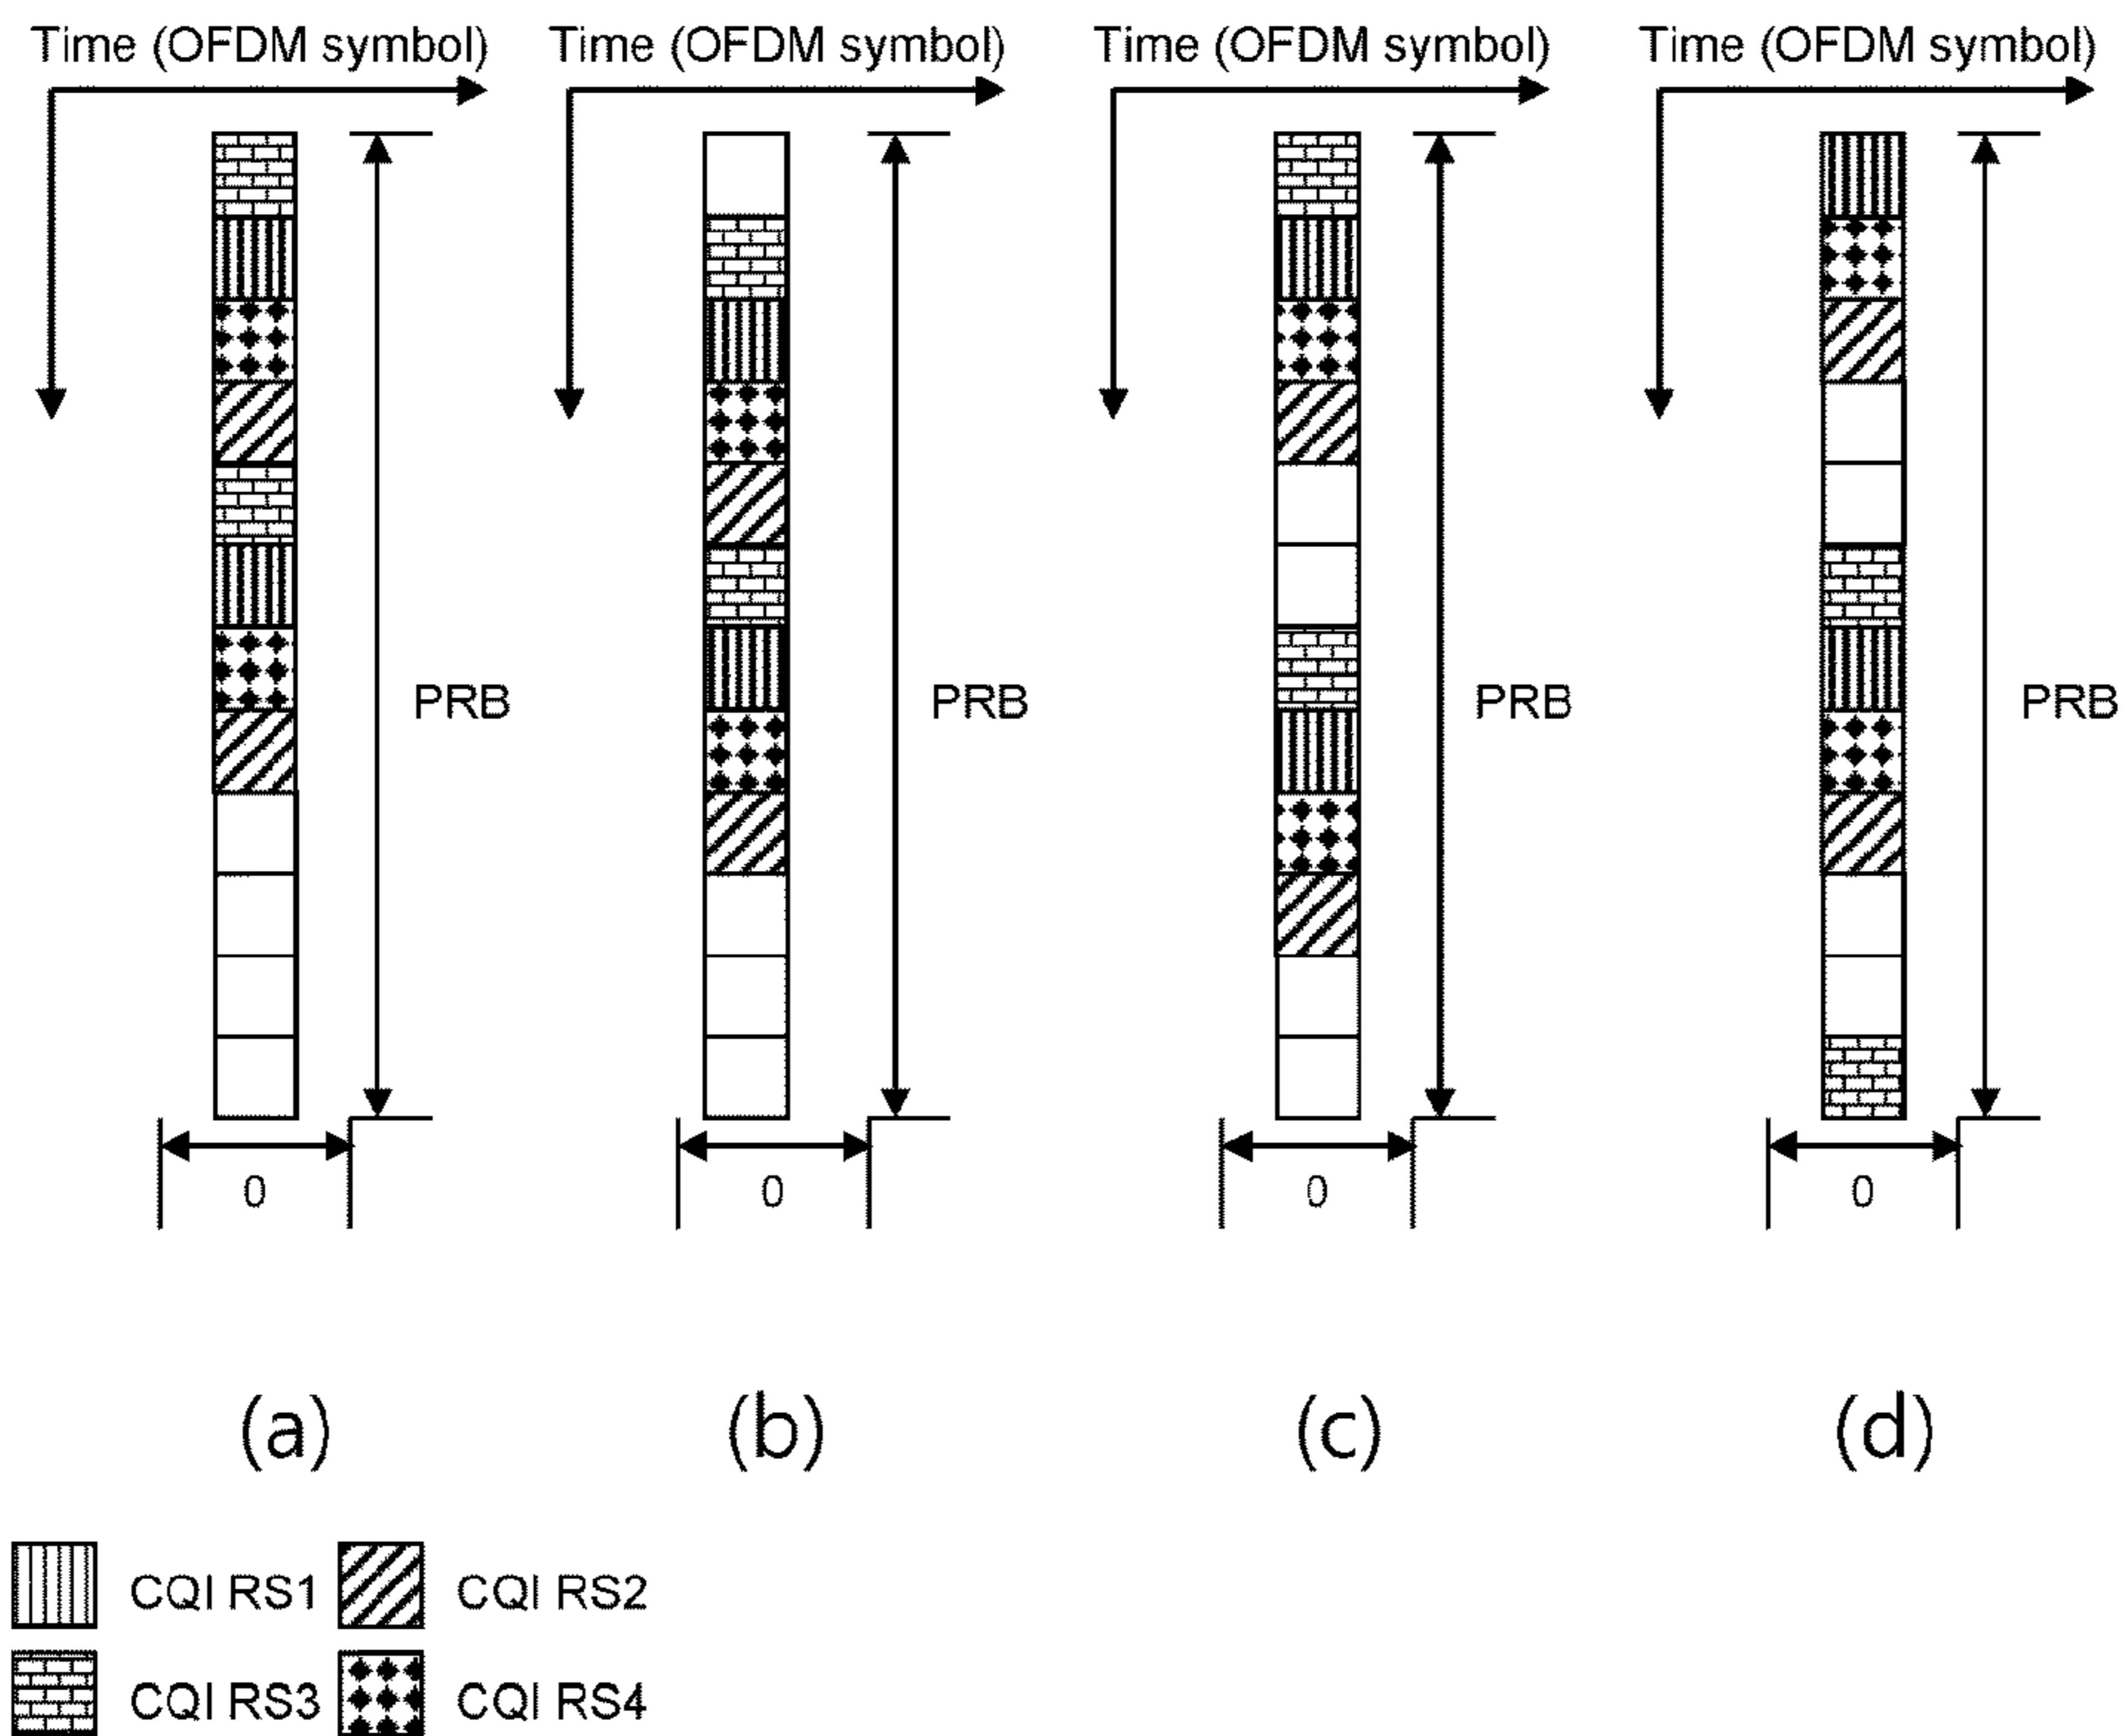 Time (OFDM symbol) Time (OFDM symbol) Time (OFDM symbol) Time (OFDM symbol)
PRB PRB PRB PRB
0 0 0 0
(a) (b) (c) (d)
CQI RS1 CQI RS2
CQI RS3 CQI RS4